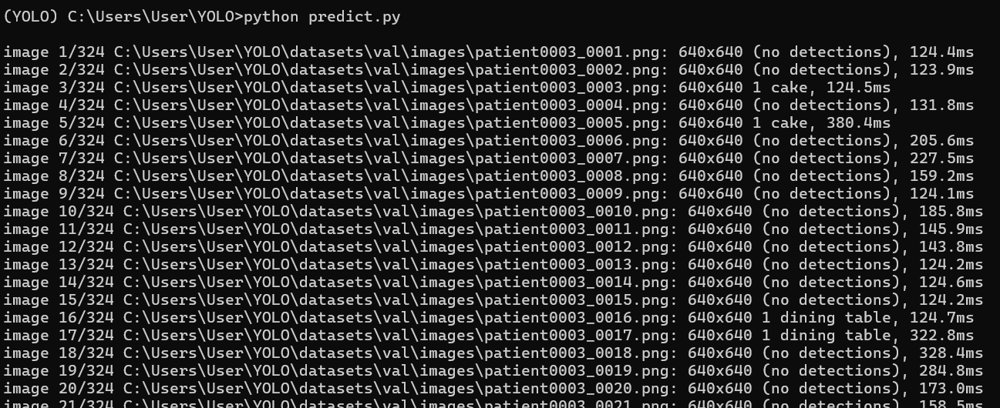 (YOLO) C:\Users\User\YOLO>python predict.py
image 1/324 C:\Users\User\YOLO\datasets\val\images\patient0003_0001.png: 640x640 (no detections), 124.4ms
image 2/324 C:\Users\User\YOLO\datasets\val\images\patient0003_0002.png: 640x640 (no detections), 123.9ms
image 3/324 C:\Users\User\YOLO\datasets\val\images\patient0003_0003.png: 640x640 1 cake, 124.5ms
image 4/324 C:\Users\User\YOLO\datasets\val\images\patient0003_0004.png: 640x640 (no detections), 131.8ms
image 5/324 C:\Users\User\YOLO\datasets\val\images\patient0003_0005.png: 640x640 1 cake, 380.4ms
image 6/324 C:\Users\User\YOLO\datasets\val\images\patient0003_0006.png: 640x640 (no detections), 205.6ms
image 7/324 C:\Users\User\YOLO\datasets\val\images\patient0003_0007.png: 640x640 (no detections), 227.5ms
image 8/324 C:\Users\User\YOLO\datasets\val\images\patient0003_0008.png: 640x640 (no detections), 159.2ms
image 9/324 C:\Users\User\YOLO\datasets\val\images\patient0003_0009.png: 640x640 (no detections), 124.1ms
image 10/324 C:\Users\User\YOLO\datasets\val\images\patient0003_0010.png: 640x640 (no detections), 185.8ms
image 11/324 C:\Users\User\YOLO\datasets\val\images\patient0003_0011.png: 640x640 (no detections), 145.9ms
image 12/324 C:\Users\User\YOLO\datasets\val\images\patient0003_0012.png: 640x640 (no detections), 143.8ms
image 13/324 C:\Users\User\YOLO\datasets\val\images\patient0003_0013.png: 640x640 (no detections), 124.2ms
image 14/324 C:\Users\User\YOLO\datasets\val\images\patient0003_0014.png: 640x640 (no detections), 124.6ms
image 15/324 C:\Users\User\YOLO\datasets\val\images\patient0003_0015.png: 640x640 (no detections), 124.2ms
image 16/324 C:\Users\User\YOLO\datasets\val\images\patient0003_0016.png: 640x640 1 dining table, 124.7ms
image 17/324 C:\Users\User\YOLO\datasets\val\images\patient0003_0017.png: 640x640 1 dining table, 322.8ms
image 18/324 C:\Users\User\YOLO\datasets\val\images\patient0003_0018.png: 640x640 (no detections), 328.4ms
image 19/324 C:\Users\User\YOLO\datasets\val\images\patient0003_0019.png: 640x640 (no detections), 284.8ms
image 20/324 C:\Users\User\YOLO\datasets\val\images\patient0003_0020.png: 640x640 (no detections), 173.0ms
image 21/324 C:\Users\User\YOLO\datasets\val\images\patient0003_0021.png: 640x640 (no detections),